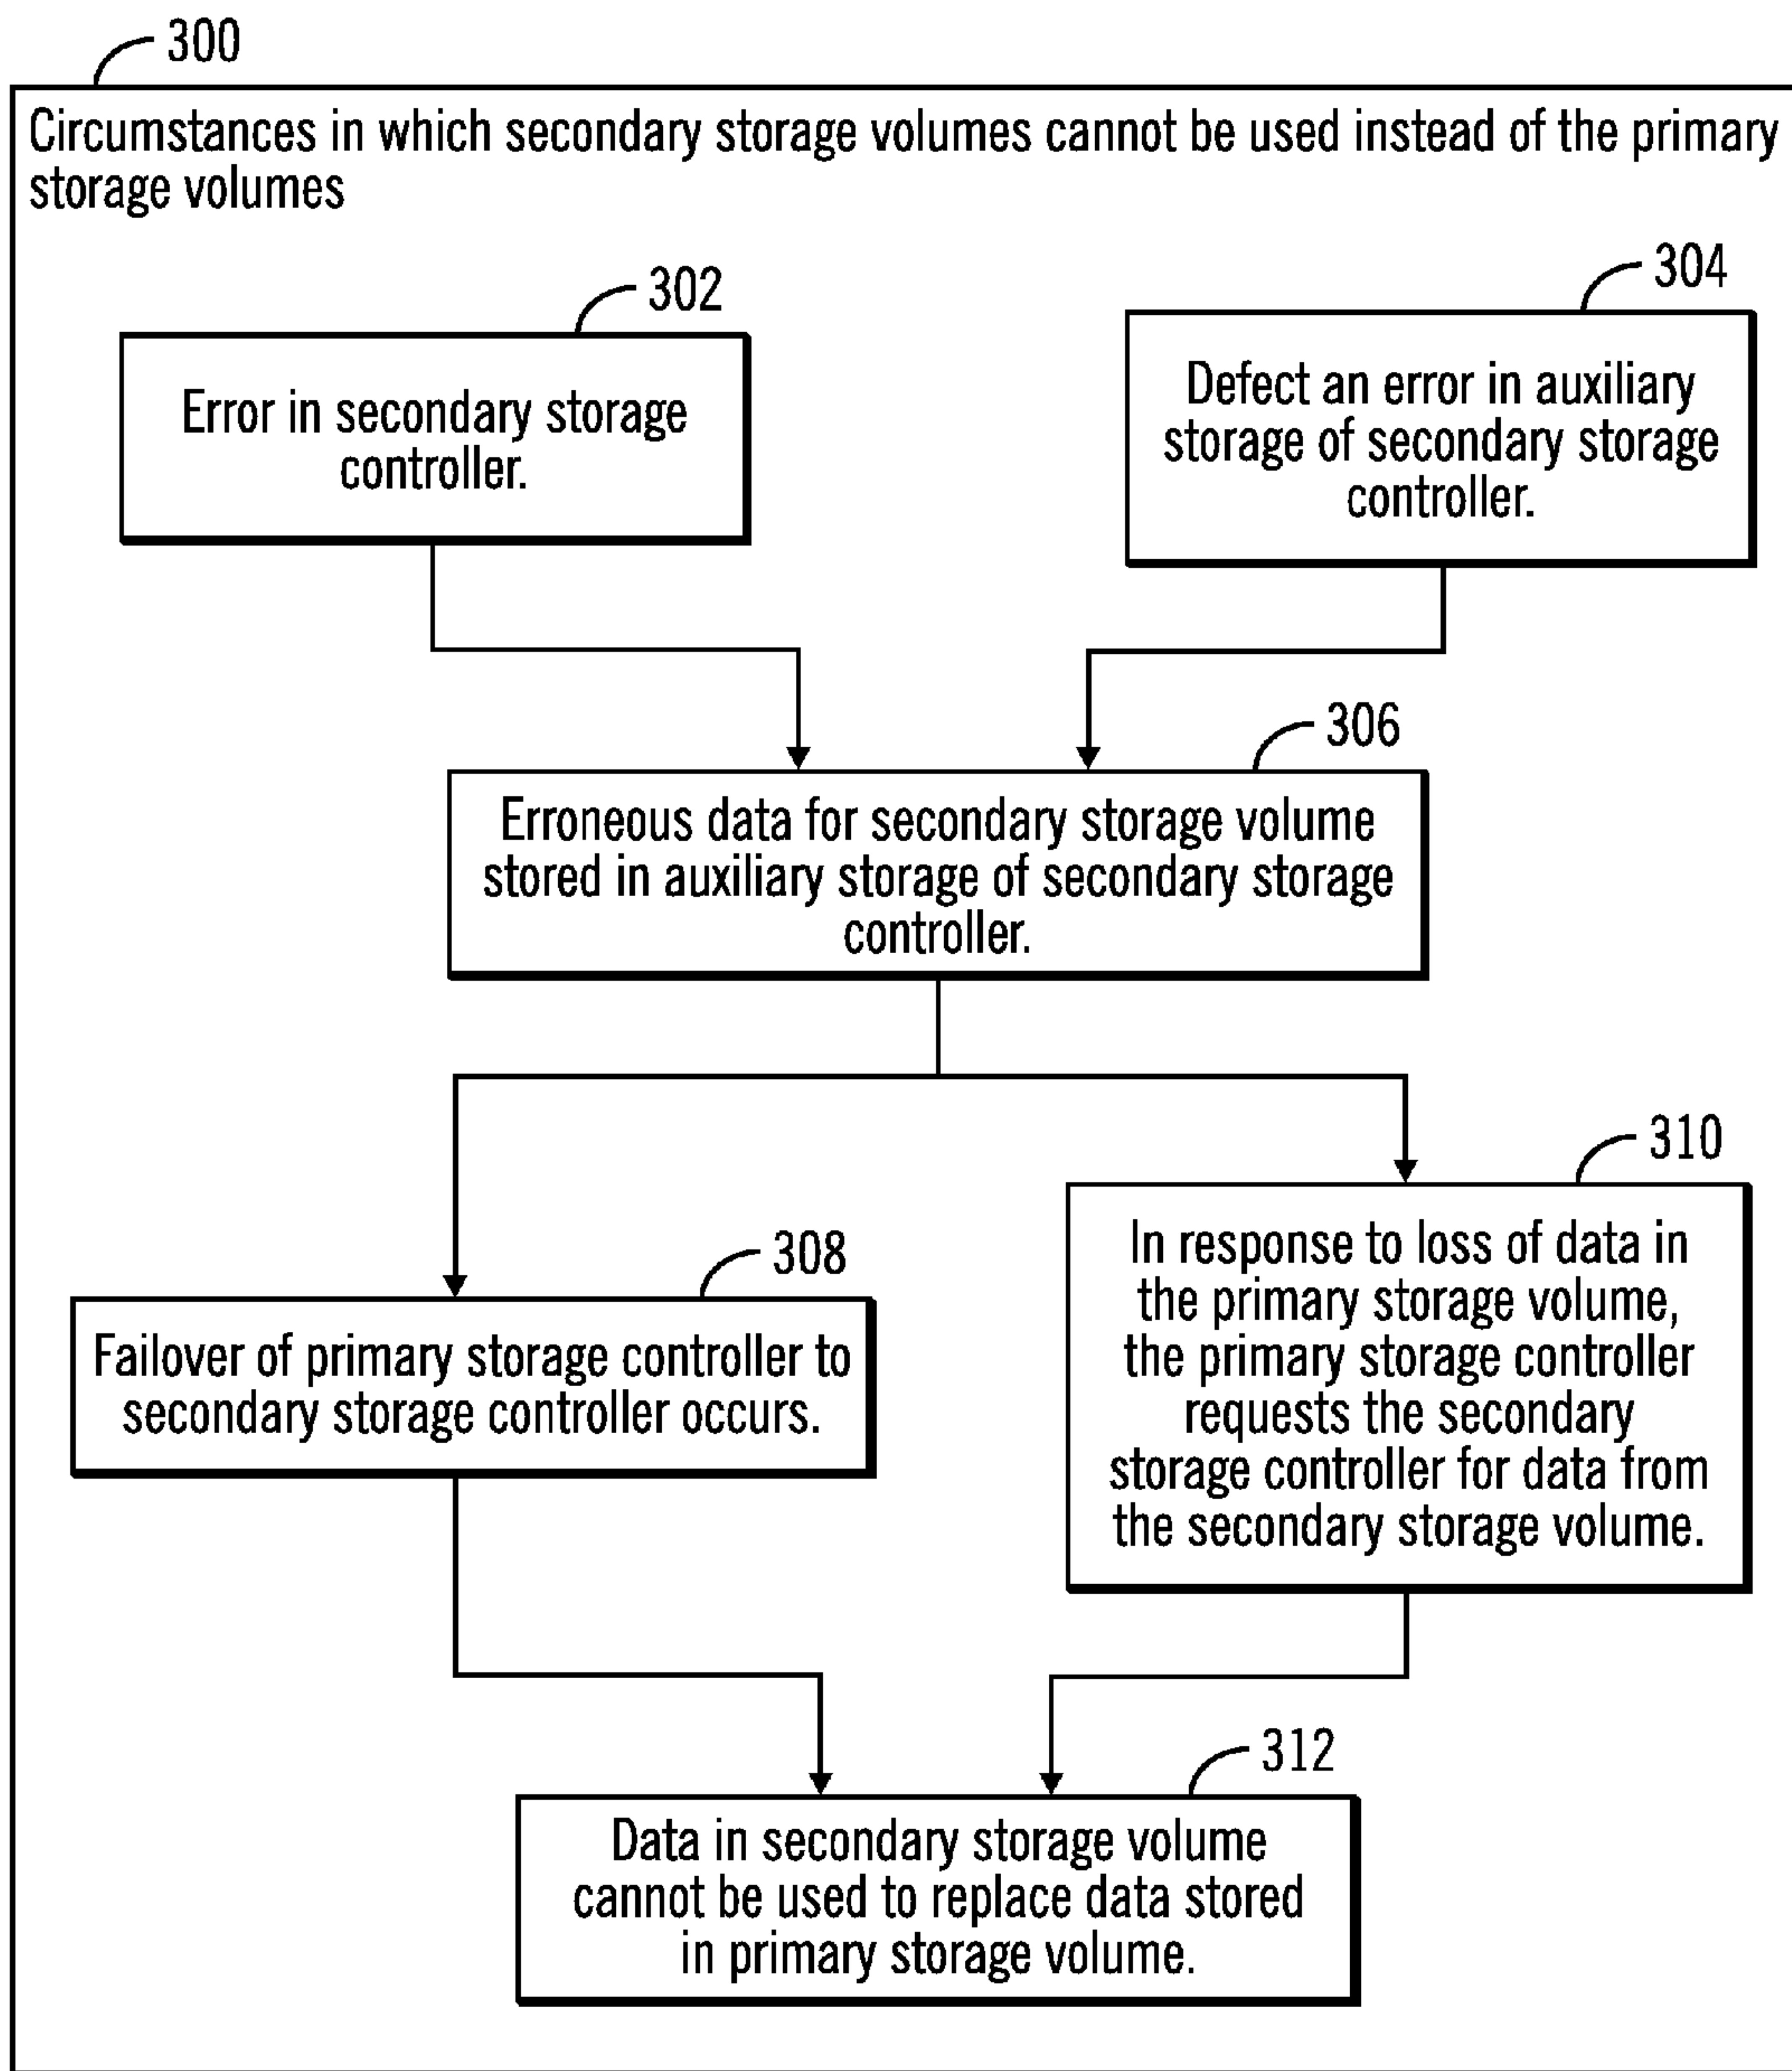 300
Circumstances in which secondary storage volumes cannot be used instead of the primary
storage volumes
302
Error in secondary storage
controller.
304
Defect an error in auxiliary
storage of secondary storage
controller.
306
Erroneous data for secondary storage volume
stored in auxiliary storage of secondary storage
controller.
308
Failover of primary storage controller to
secondary storage controller occurs.
310
In response to loss of data in
the primary storage volume,
the primary storage controller
requests the secondary
storage controller for data from
the secondary storage volume.
312
Data in secondary storage volume
cannot be used to replace data stored
in primary storage volume.